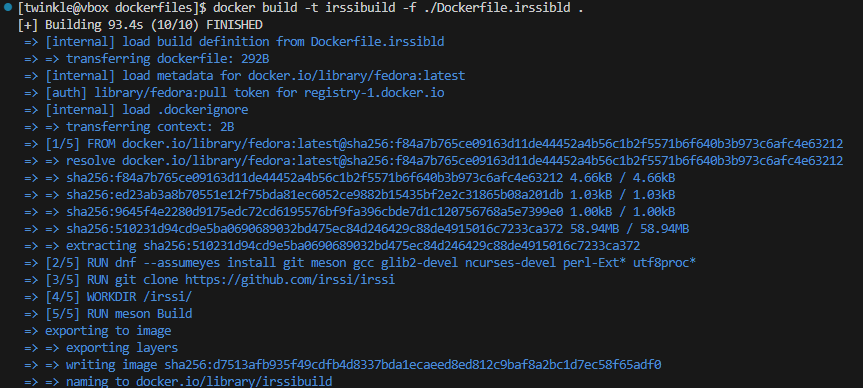 [twinkle@vbox dockerfiles]$ docker build -t irssibuild -f ./Dockerfile.irssibld .
[+] Building 93.4s (10/10) FINISHED
=> [internal] load build definition from Dockerfile.irssibld
=> => transferring dockerfile: 292B
=> [internal] load metadata for docker.io/library/fedora:latest
=> [auth] library/fedora:pull token for registry-1.docker.io
=> [internal] load .dockerignore
=> => transferring context: 2B
=> [1/5] FROM docker.io/library/fedora:latest@sha256:f84a7b765ce09163d11de44452a4b56c1b2f5571b6f640b3b973c6afc4e63212
=> => resolve docker.io/library/fedora:latest@sha256:f84a7b765ce09163d11de44452a4b56c1b2f5571b6f640b3b973c6afc4e63212
=> => sha256:f84a7b765ce09163d11de44452a4b56c1b2f5571b6f640b3b973c6afc4e63212 4.66kB / 4.66kB
=> => sha256:ed23ab3a8b70551e12f75bda81ec6052ce9882b15435bf2e2c31865b08a201db 1.03kB / 1.03kB
=> => sha256:9645f4e2280d9175edc72cd6195576bf9fa396cbde7d1c120756768a5e7399e0 1.00kB / 1.00kB
=> => sha256:510231d94cd9e5ba0690689032bd475ec84d246429c88de4915016c7233ca372 58.94MB / 58.94MB
=> => extracting sha256:510231d94cd9e5ba0690689032bd475ec84d246429c88de4915016c7233ca372
=> [2/5] RUN dnf --assumeyes install git meson gcc glib2-devel ncurses-devel perl-Ext* utf8proc*
=> [3/5] RUN git clone https://github.com/irssi/irssi
=> [4/5] WORKDIR /irssi/
=> [5/5] RUN meson Build
=> exporting to image
=> => exporting layers
=> => writing image sha256:d7513afb935f49cdfb4d8337bda1ecaeed8ed812c9baf8a2bc1d7ec58f65adf0
=> => naming to docker.io/library/irssibuild